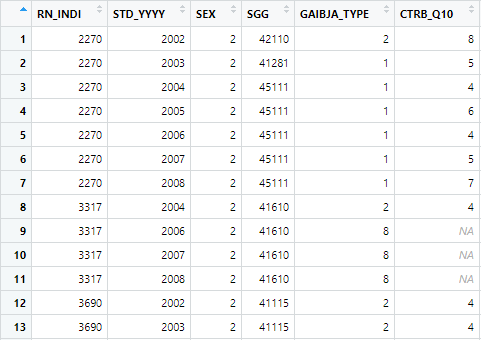 RN_INDI STD_YYYY SEX SGG GAIBJA_TYPE CTRB_Q10
1 2270 2002 2 42110 2 8
2 2270 2003 2 41281 1 5
3 2270 2004 2 45111 1 4
4 2270 2005 2 45111 1 6
5 2270 2006 2 45111 1 4
6 2270 2007 2 45111 1 5
7 2270 2008 2 45111 1 7
8 3317 2004 2 41610 2 4
9 3317 2006 2 41610 8 NA
10 3317 2007 2 41610 8 NA
11 3317 2008 2 41610 8 NA
12 3690 2002 2 41115 2 4
13 3690 2003 2 41115 2 4